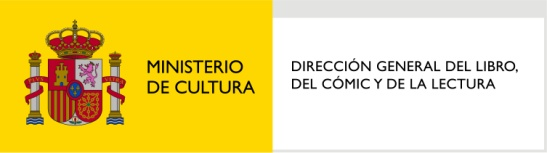 MINISTERIO
DE CULTURA
DIRECCIÓN GENERAL DEL LIBRO,
DEL CÓMIC Y DE LA LECTURA